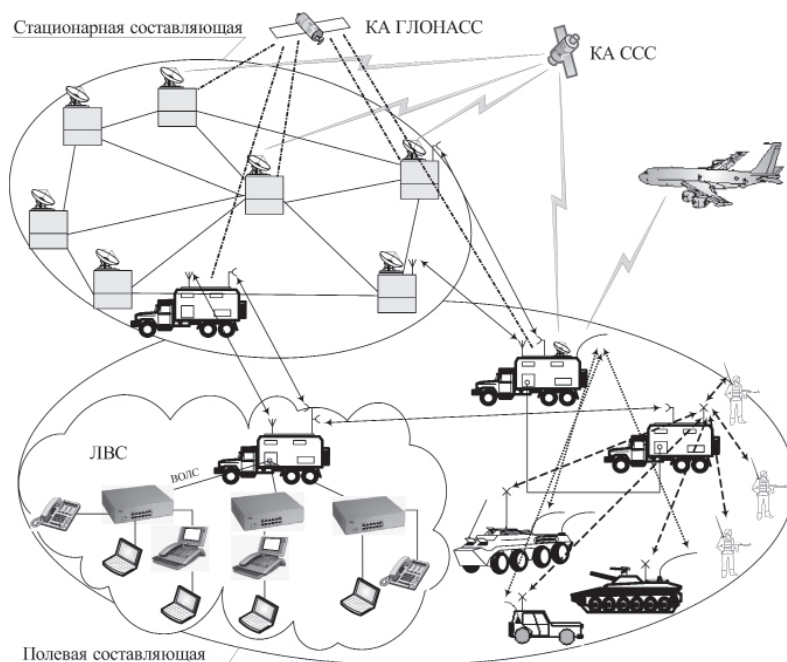 Стационарная составляющая
КА ГЛОНАСС
КА ССС
ЛВС
ВОЛС
Полевая составляющая